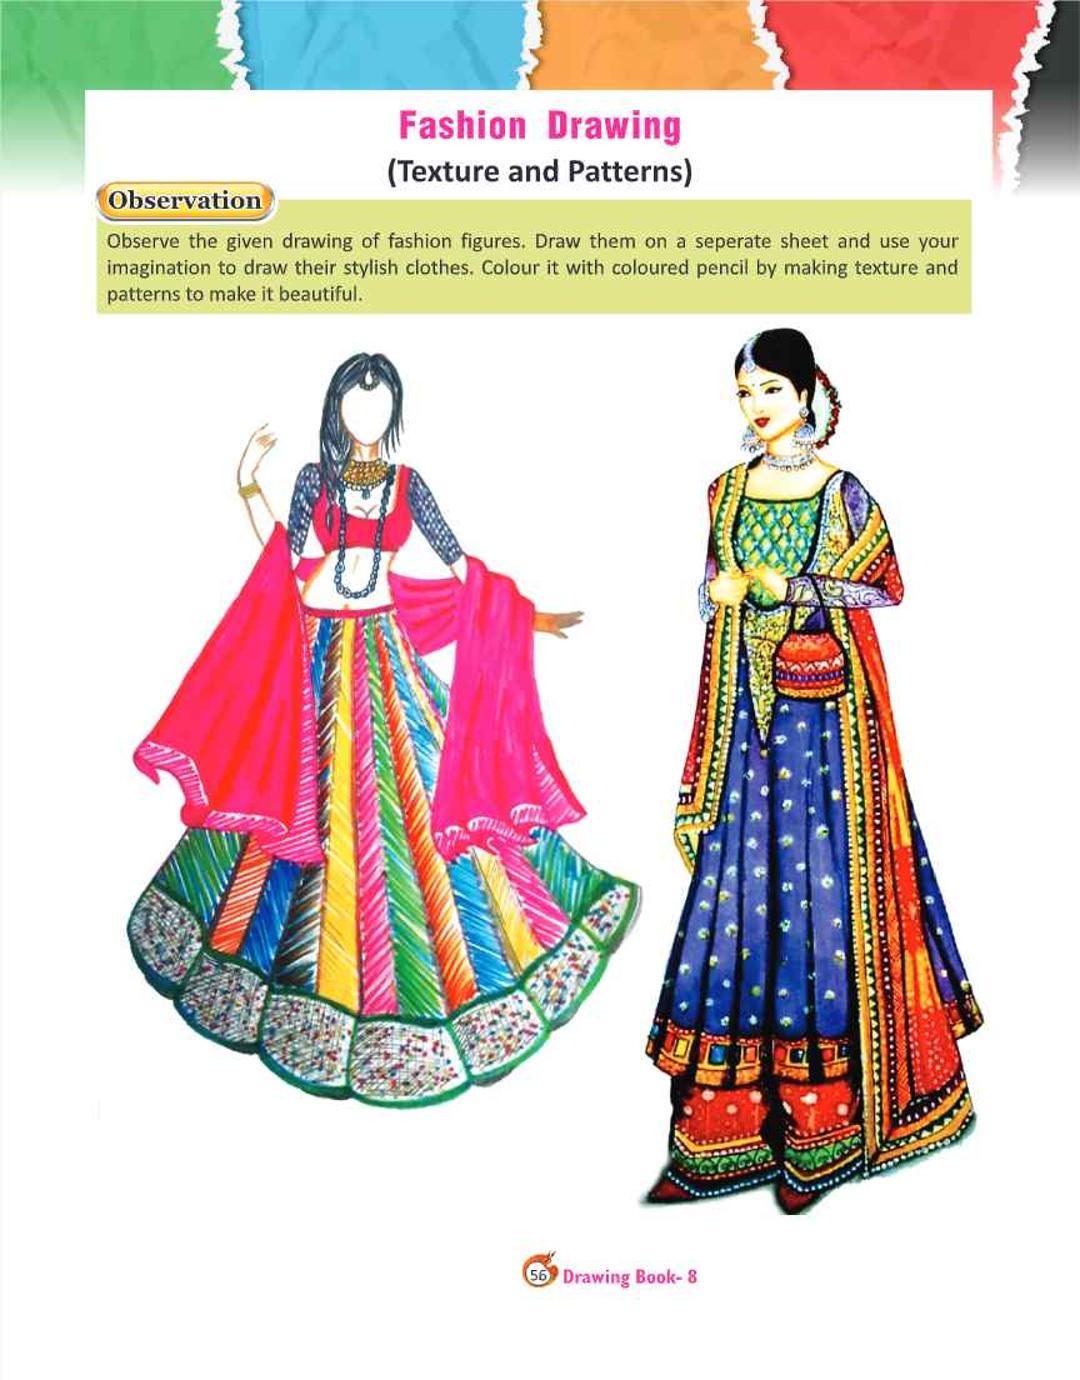 Fashion Drawing
(Texture and Patterns)
Observation
Observe the given drawing of fashion figures. Draw them on a seperate sheet and use your
imagination to draw their stylish clothes. Colour it with coloured pencil by making texture and
patterns to make it beautiful.
56 Drawing Book- 8